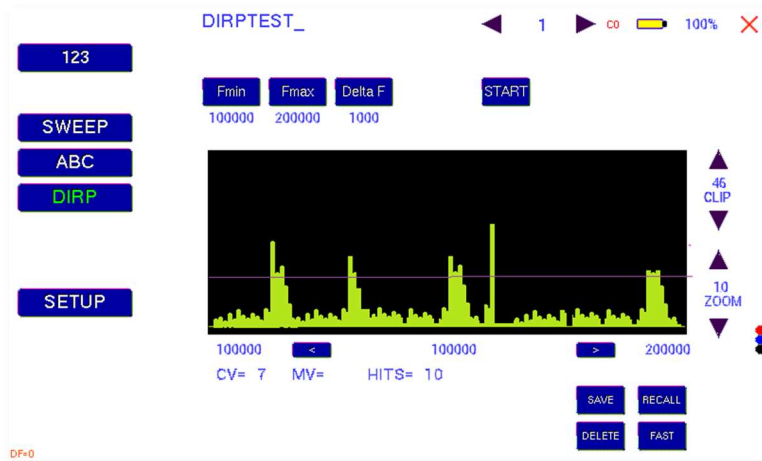 DIRPTEST_
1
C0
100%
123
Fmin Fmax Delta F START
100000 200000 1000
SWEEP
ABC
DIRP
46
CLIP
SETUP
10
ZOOM
100000 < 100000 > 200000
CV= 7 MV= HITS= 10
SAVE RECALL
DELETE FAST
DF=0